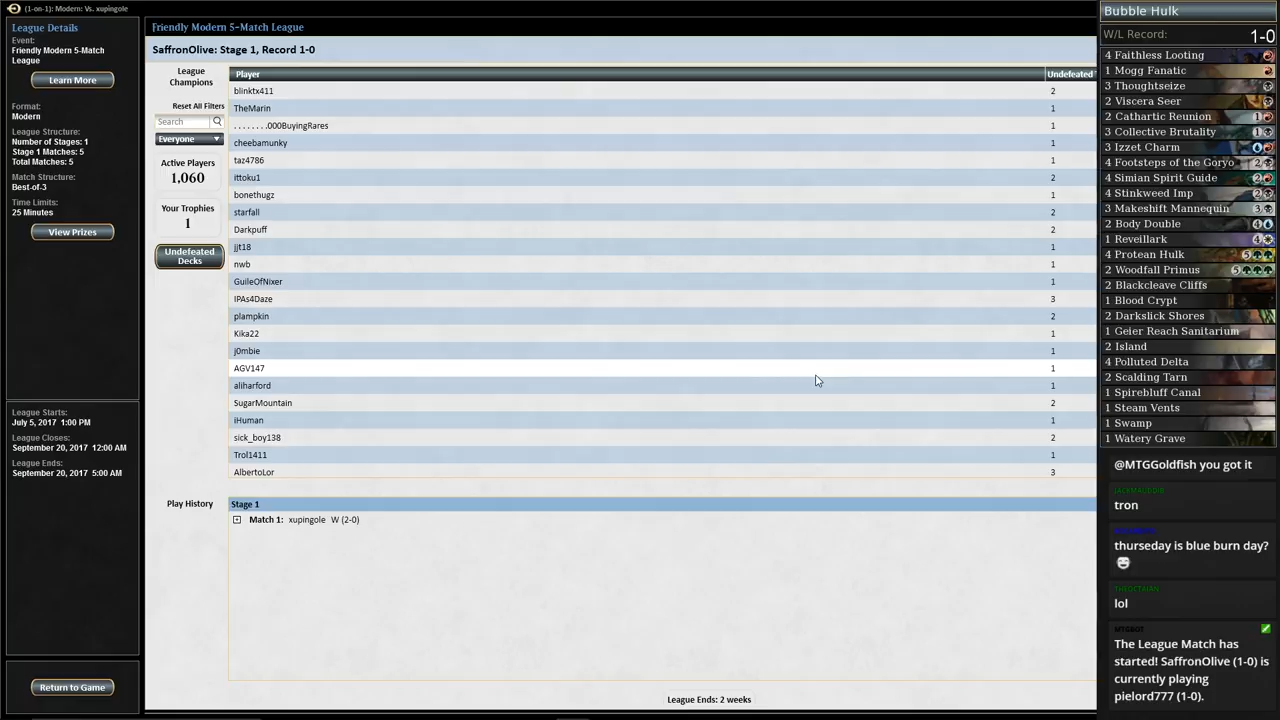 (1-on-1): Modern: Vs. xupingole
League Details
Event:
Friendly Modern 5-Match
League
Learn More
Format:
Modern
League Structure:
Number of Stages: 1
Stage 1 Matches: 5
Total Matches: 5
Match Structure:
Best-of-3
Time Limits:
25 Minutes
View Prizes
League Starts:
July 5, 2017 1:00 PM
League Closes:
September 20, 2017 12:00 AM
League Ends:
September 20, 2017 5:00 AM
Return to Game
Friendly Modern 5-Match League
SaffronOlive: Stage 1, Record 1-0
League
Champions
Reset All Filters
Search
Everyone
Active Players
1,060
Your Trophies
1
Undefeated
Decks
Player Undefeated
blinktx411 2
TheMarin 1
. . . . . . . .000BuyingRares 1
cheebamunky 1
taz4786 1
ittoku1 2
bonethugz 1
starfall 2
Darkpuff 2
jjt18 1
nwb 1
GuileOfNixer 1
IPAs4Daze 3
plampkin 2
Kika22 1
j0mbie 1
AGV147 1
aliharford 1
SugarMountain 2
iHuman 1
sick_boy138 2
Trol1411 1
AlbertoLor 3
Play History
Stage 1
Match 1: xupingole W (2-0)
League Ends: 2 weeks
Bubble Hulk
W/L Record: 1-0
4 Faithless Looting
1 Mogg Fanatic
3 Thoughtseize
2 Viscera Seer
2 Cathartic Reunion 1
3 Collective Brutality 1
3 Izzet Charm
4 Footsteps of the Goryo 2
4 Simian Spirit Guide 2
4 Stinkweed Imp 2
3 Makeshift Mannequin 3
2 Body Double 4
1 Reveillark 4
4 Protean Hulk 5
2 Woodfall Primus 5
2 Blackcleave Cliffs
1 Blood Crypt
2 Darkslick Shores
1 Geier Reach Sanitarium
2 Island
4 Polluted Delta
2 Scalding Tarn
1 Spirebluff Canal
1 Steam Vents
1 Swamp
1 Watery Grave
@MTGGoldfish you got it
tron
thurseday is blue burn day?
lol
MTGBOT
The League Match has
started! SaffronOlive (1-0) is
currently playing
pielord777 (1-0).